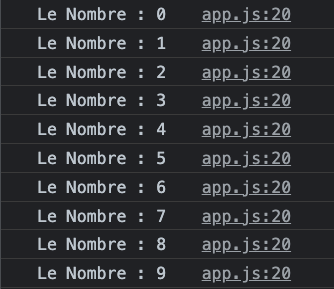 Le Nombre : 0 app.js:20
Le Nombre : 1 app.js:20
Le Nombre : 2 app.js:20
Le Nombre : 3 app.js:20
Le Nombre : 4 app.js:20
Le Nombre : 5 app.js:20
Le Nombre : 6 app.js:20
Le Nombre : 7 app.js:20
Le Nombre : 8 app.js:20
Le Nombre : 9 app.js:20